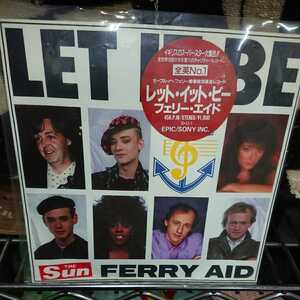 LET IT BE
全英No.1
レット・イット・ビー
フェリー・エイド
EPIC/SONY INC.
THE
Sun
FERRY AID